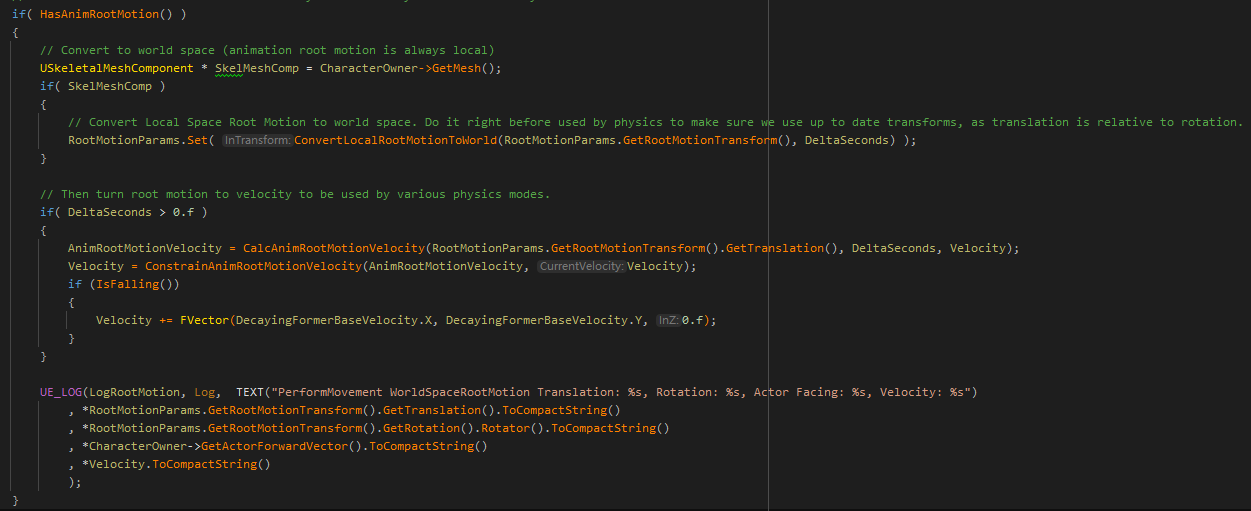 if( HasAnimRootMotion() )
{
// Convert to world space (animation root motion is always local)
USkeletalMeshComponent * SkelMeshComp = CharacterOwner->GetMesh();
if( SkelMeshComp )
{
// Convert Local Space Root Motion to world space. Do it right before used by physics to make sure we use up to date transforms, as translation is relative to rotation.
RootMotionParams.Set( InTransform: ConvertLocalRootMotionToWorld(RootMotionParams.GetRootMotionTransform(), DeltaSeconds) );
}
// Then turn root motion to velocity to be used by various physics modes.
if( DeltaSeconds > 0.f )
{
AnimRootMotionVelocity = CalcAnimRootMotionVelocity(RootMotionParams.GetRootMotionTransform().GetTranslation(), DeltaSeconds, Velocity);
Velocity = ConstrainAnimRootMotionVelocity(AnimRootMotionVelocity, CurrentVelocity: Velocity);
if (IsFalling())
{
Velocity += FVector(DecayingFormerBaseVelocity.X, DecayingFormerBaseVelocity.Y, InZ: 0.f);
}
}
UE_LOG(LogRootMotion, Log,  TEXT("PerformMovement WorldSpaceRootMotion Translation: %s, Rotation: %s, Actor Facing: %s, Velocity: %s")
, *RootMotionParams.GetRootMotionTransform().GetTranslation().ToCompactString()
, *RootMotionParams.GetRootMotionTransform().GetRotation().Rotator().ToCompactString()
, *CharacterOwner->GetActorForwardVector().ToCompactString()
, *Velocity.ToCompactString()
);
}